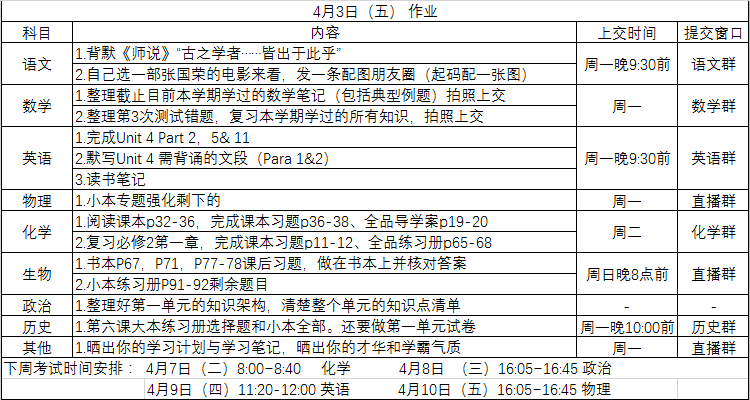 4月3日（五） 作业
科目 内容 上交时间 提交窗口
语文 1.背默《师说》“古之学者……皆出于此乎” 周一晚9:30前 语文群
2.自己选一部张国荣的电影来看，发一条配图朋友圈（起码配一张图）
数学 1.整理截止目前本学期学过的数学笔记（包括典型例题）拍照上交 周一 数学群
2.整理第3次测试错题，复习本学期学过的所有知识，拍照上交
英语 1.完成Unit 4 Part 2，5& 11 周一晚9:30前 英语群
2.默写Unit 4 需背诵的文段（Para 1&2）
3.读书笔记
物理 1.小本专题强化剩下的 周一 直播群
化学 1.阅读课本p32-36，完成课本习题p36-38、全品导学案p19-20 周二 化学群
2.复习必修2第一章，完成课本习题p11-12、全品练习册p65-68
生物 1.书本P67，P71，P77-78课后习题，做在书本上并核对答案 周日晚8点前 直播群
2.小本练习册P91-92剩余题目
政治 1.整理好第一单元的知识架构，清楚整个单元的知识点清单 - -
历史 1.第六课大本练习册选择题和小本全部。还要做第一单元试卷 周一晚10:00前 历史群
其他 1.晒出你的学习计划与学习笔记，晒出你的才华和学霸气质 周一 直播群
下周考试时间安排： 4月7日（二）8:00-8:40 化学 4月8日 （三）16:05-16:45 政治
4月9日（四）11:20-12:00 英语 4月10日（五）16:05-16:45 物理